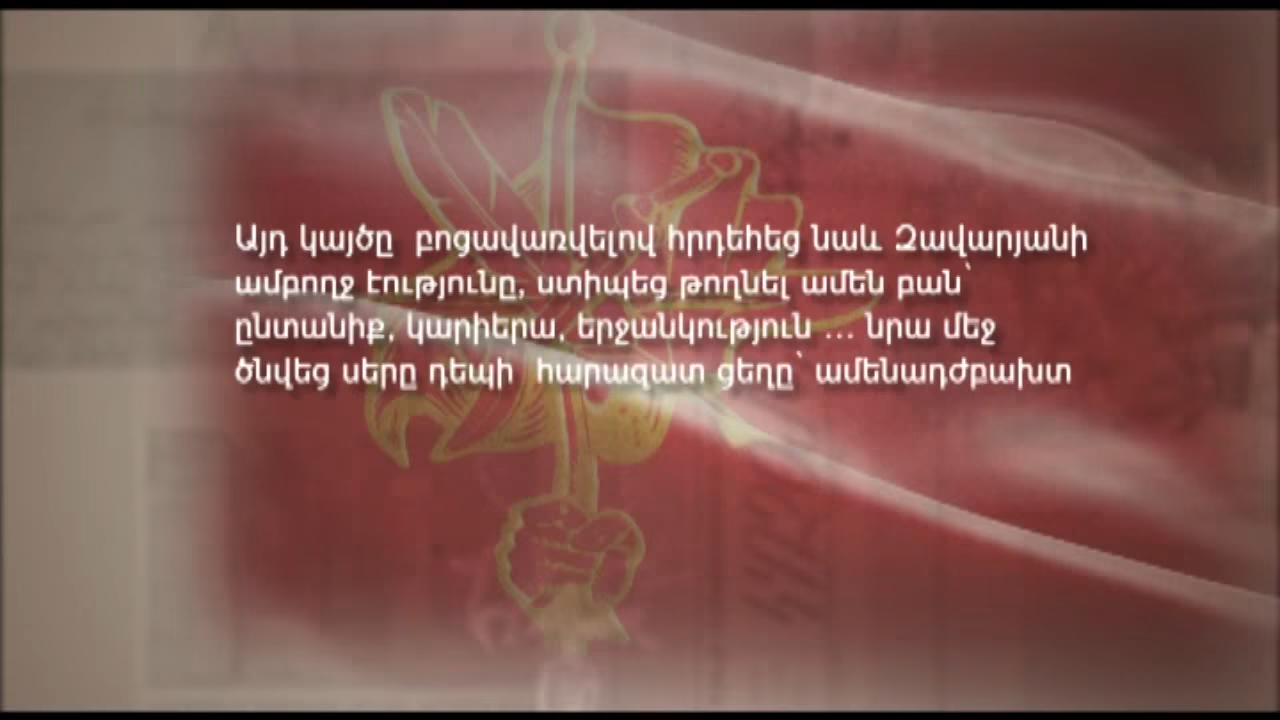 Այդ կայծը բոցավառվելով հրդեհեց նաև Զավարյանի
ամբողջ էությունը, ստիպեց թողնել ամեն բան՝
ընտանիք, կարիերա, երջանկություն ... նրա մեջ
ծնվեց սերը դեպի հարազատ ցեղը՝ ամենադժբախտ